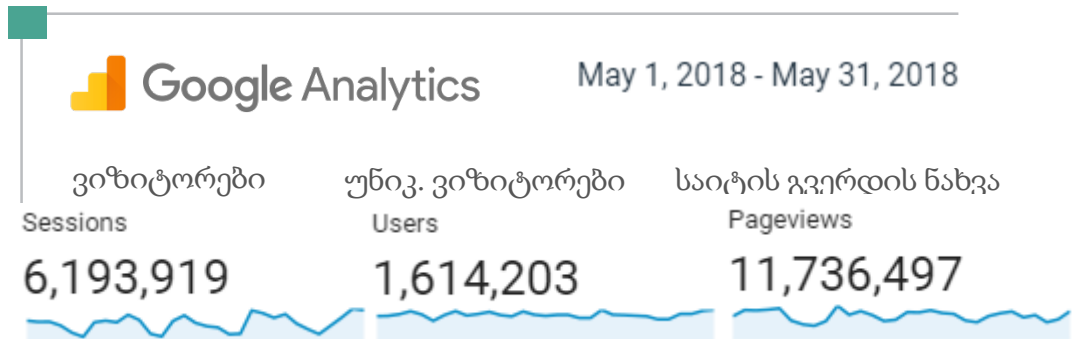 Google Analytics
May 1, 2018 - May 31, 2018
ვიზიტორები
უნიკ. ვიზიტორები
საიტის გვერდის ნახვა
Sessions
Users
Pageviews
6,193,919
1,614,203
11,736,497